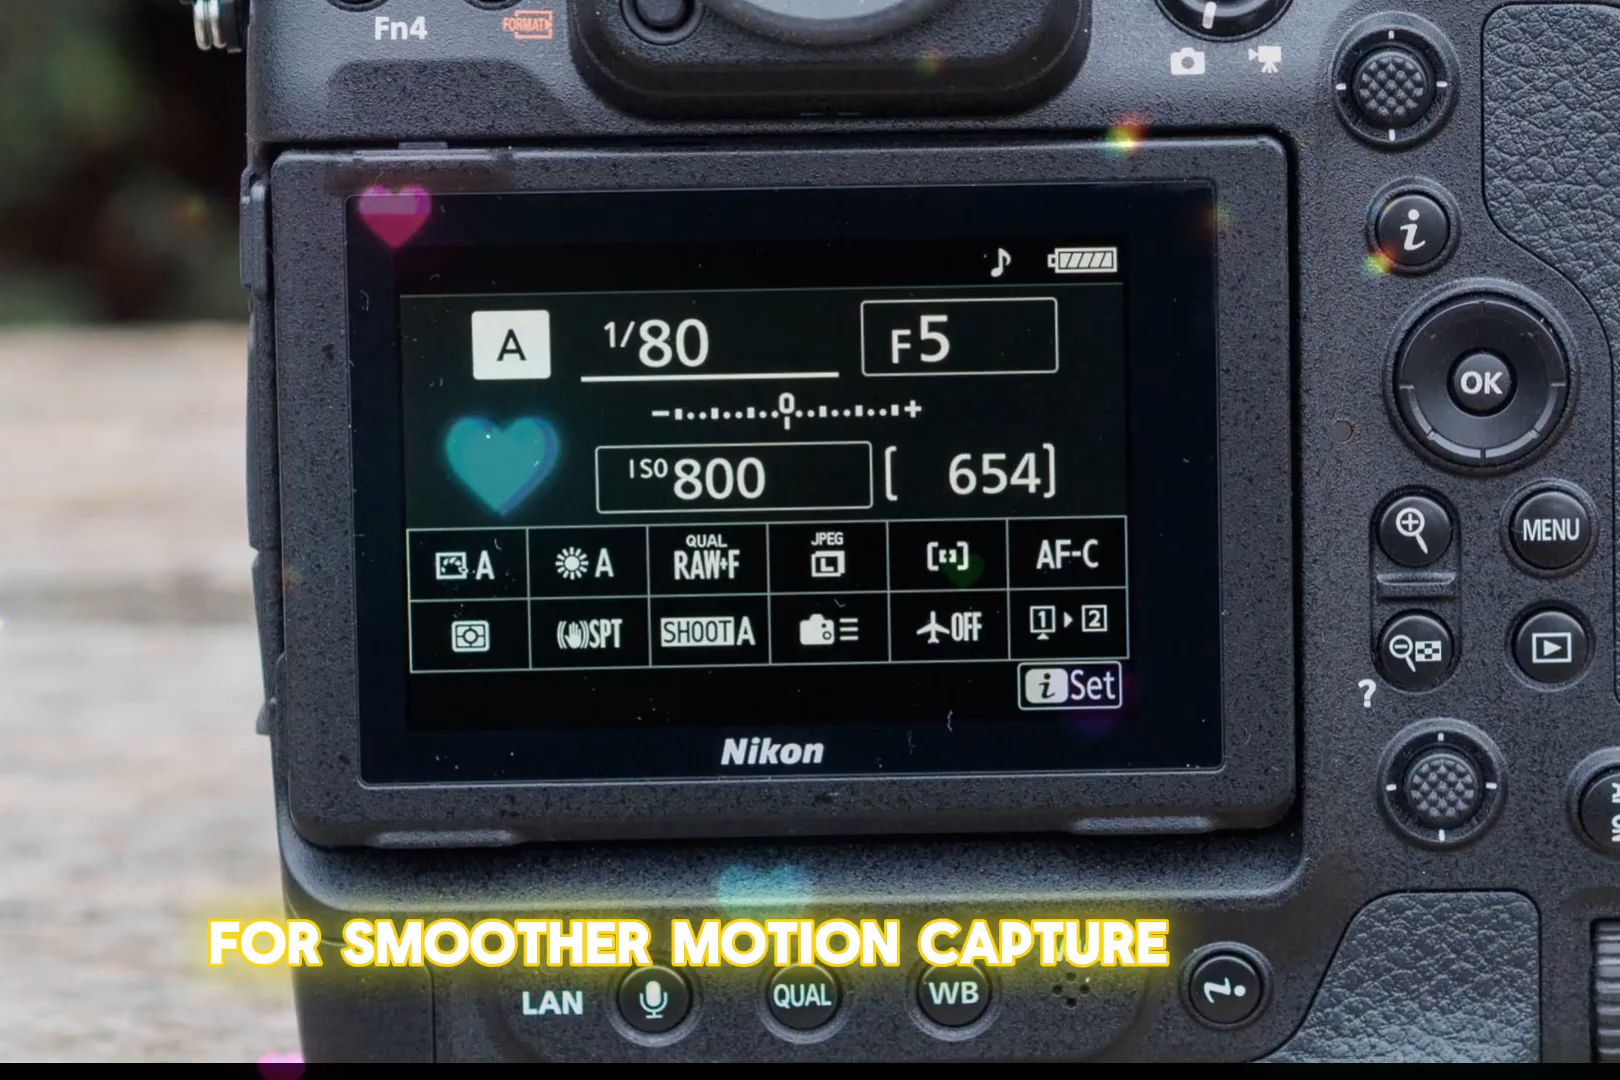 Fn4
FORMAT
i
A 1/80 F5
- 0 +
ISO 800 [ 654]
OK
A A QUAL RAW+F JPEG L AF-C
SPT SHOOT A OFF 1 2
MENU
i Set
?
Nikon
FOR SMOOTHER MOTION CAPTURE
LAN QUAL WB